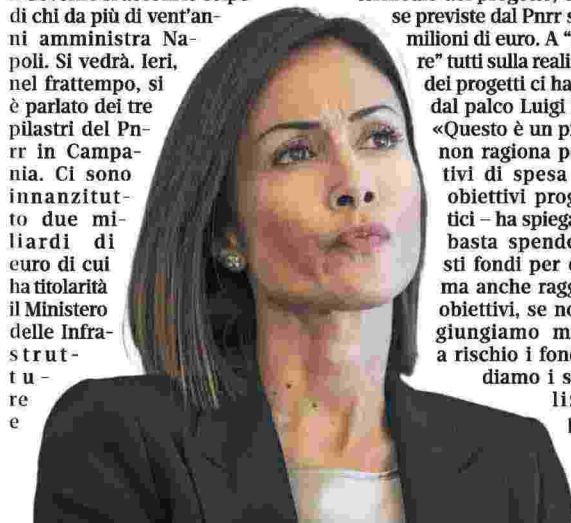 di chi da più di vent'an-
ni amministra Na-
poli. Si vedrà. Ieri,
nel frattempo, si
è parlato dei tre
pilastri del Pn-
rr in Campa-
nia. Ci sono
innanzitut-
to due mi-
liardi di
euro di cui
ha titolarità
il Ministero
delle Infra-
strut-
tu-
re
e
se previste dal Pnrr s
milioni di euro. A "
re" tutti sulla reali
dei progetti ci ha
dal palco Luigi
«Questo è un pi
non ragiona p
tivi di spesa
obiettivi prog
tici – ha spiega
basta spende
sti fondi per
ma anche ragg
obiettivi, se no
giungiamo m
a rischio i fon
diamo i s
li